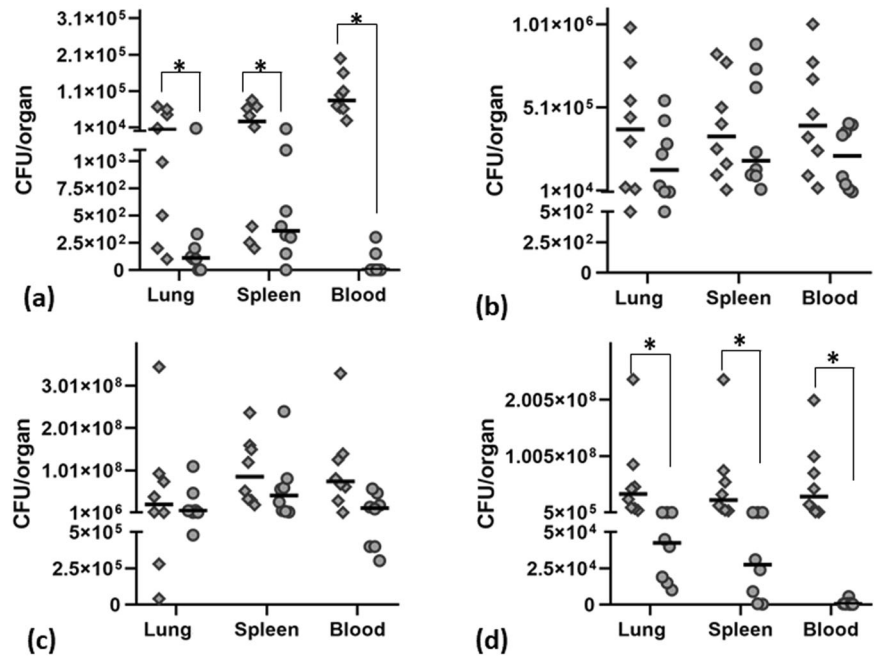 CFU/organ
3.1×10⁵
2.1×10⁵
1.1×10⁵
1×10⁴
1×10³
7.5×10²
5×10²
2.5×10²
0
* * *
Lung Spleen Blood
(a)
CFU/organ
1.01×10⁶
5.1×10⁵
1×10⁴
5×10²
0
Lung Spleen Blood
(b)
CFU/organ
3.01×10⁸
2.01×10⁸
1.01×10⁸
1×10⁶
5×10⁵
2.5×10⁵
0
Lung Spleen Blood
(c)
CFU/organ
2.005×10⁸
1.005×10⁸
5×10⁵
5×10⁴
2.5×10⁴
0
* * *
Lung Spleen Blood
(d)